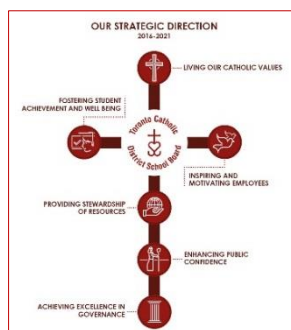 OUR STRATEGIC DIRECTION
2016-2021
LIVING OUR CATHOLIC VALUES
FOSTERING STUDENT
ACHIEVEMENT AND WELL BEING
Toronto Catholic
District School Board
INSPIRING AND
MOTIVATING EMPLOYEES
PROVIDING STEWARDSHIP
OF RESOURCES
ENHANCING PUBLIC
CONFIDENCE
ACHIEVING EXCELLENCE IN
GOVERNANCE